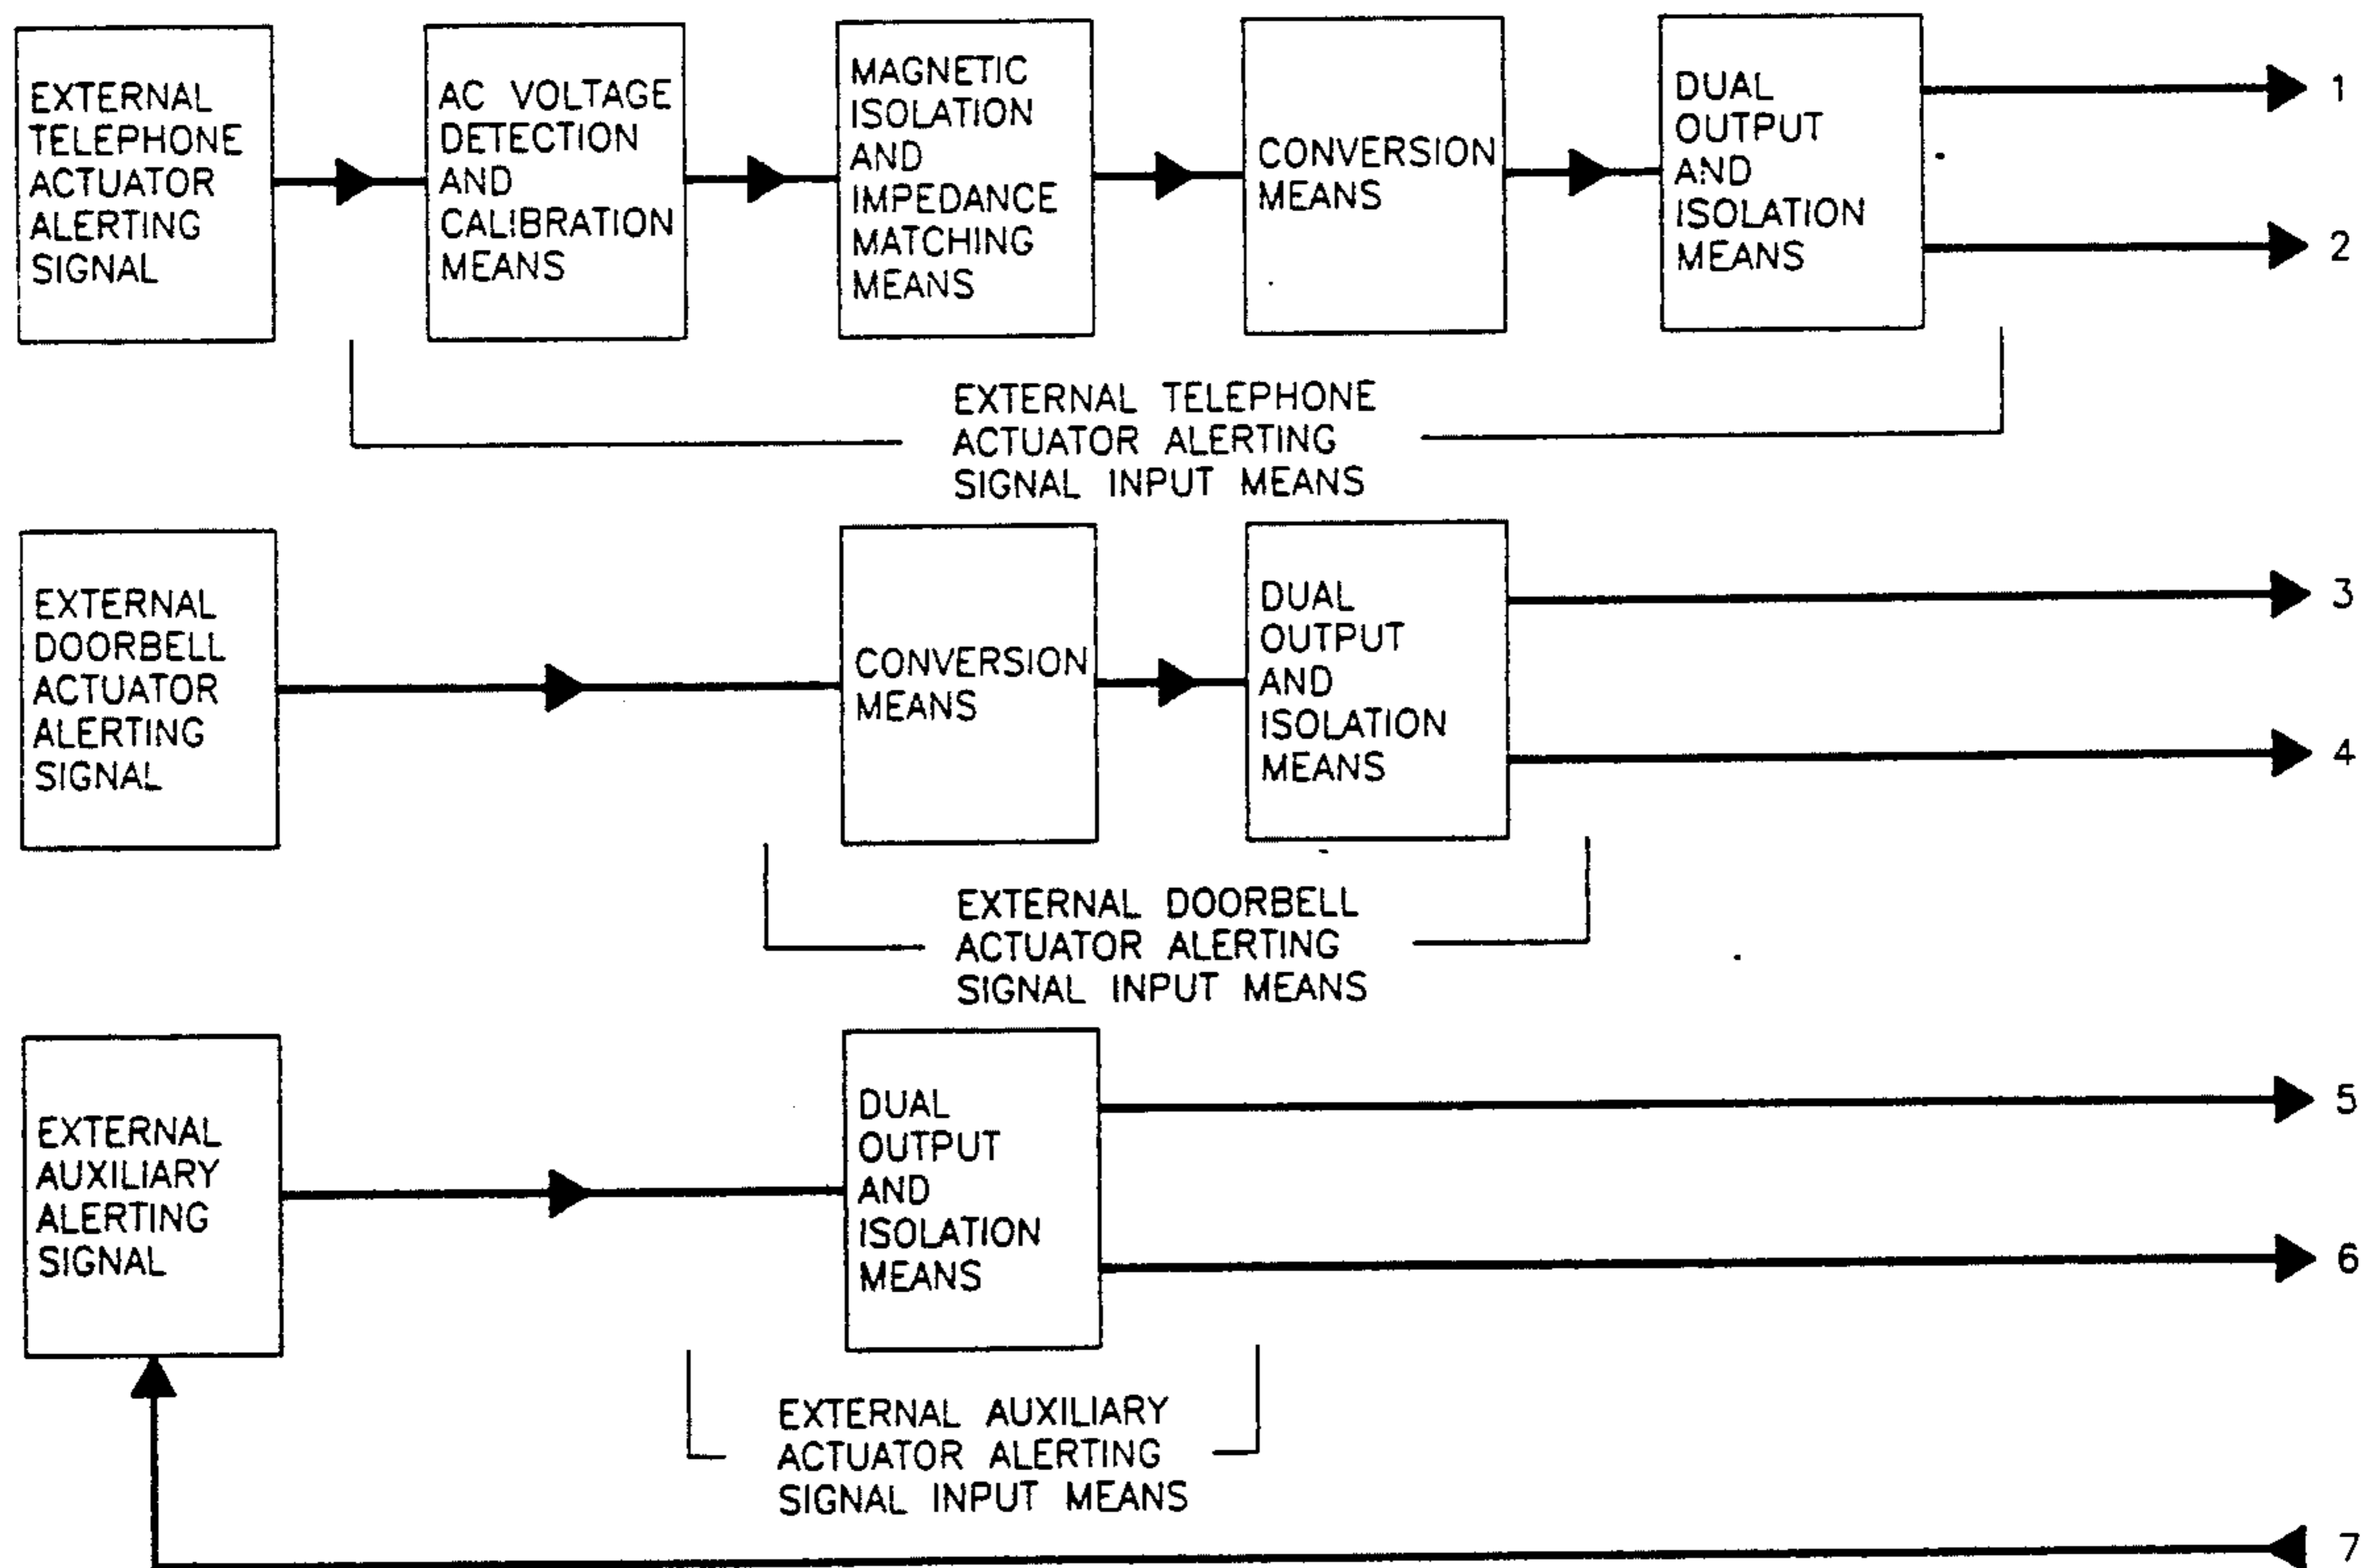 EXTERNAL
TELEPHONE
ACTUATOR
ALERTING
SIGNAL
AC VOLTAGE
DETECTION
AND
CALIBRATION
MEANS
MAGNETIC
ISOLATION
AND
IMPEDANCE
MATCHING
MEANS
CONVERSION
MEANS
DUAL
OUTPUT
AND
ISOLATION
MEANS
1
2
EXTERNAL TELEPHONE
ACTUATOR ALERTING
SIGNAL INPUT MEANS
EXTERNAL
DOORBELL
ACTUATOR
ALERTING
SIGNAL
CONVERSION
MEANS
DUAL
OUTPUT
AND
ISOLATION
MEANS
3
4
EXTERNAL DOORBELL
ACTUATOR ALERTING
SIGNAL INPUT MEANS
EXTERNAL
AUXILIARY
ALERTING
SIGNAL
DUAL
OUTPUT
AND
ISOLATION
MEANS
5
6
EXTERNAL AUXILIARY
ACTUATOR ALERTING
SIGNAL INPUT MEANS
7